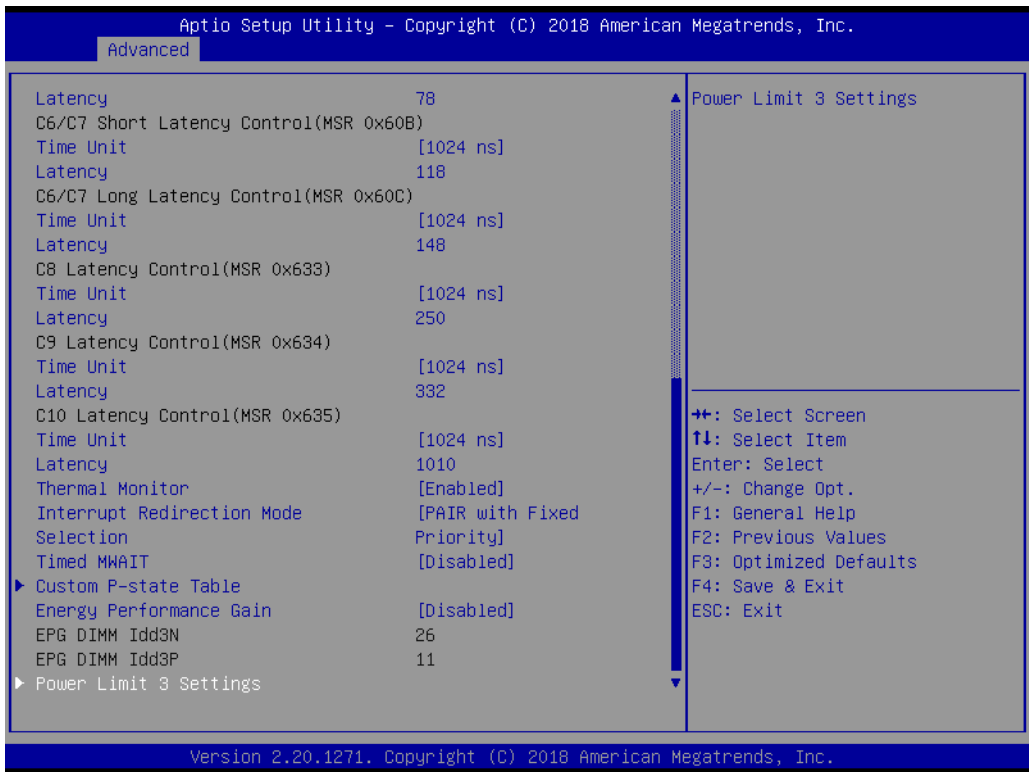 Aptio Setup Utility – Copyright (C) 2018 American Megatrends, Inc.
Advanced
Latency 78
C6/C7 Short Latency Control(MSR 0x60B)
Time Unit [1024 ns]
Latency 118
C6/C7 Long Latency Control(MSR 0x60C)
Time Unit [1024 ns]
Latency 148
C8 Latency Control(MSR 0x633)
Time Unit [1024 ns]
Latency 250
C9 Latency Control(MSR 0x634)
Time Unit [1024 ns]
Latency 332
C10 Latency Control(MSR 0x635)
Time Unit [1024 ns]
Latency 1010
Thermal Monitor [Enabled]
Interrupt Redirection Mode [PAIR with Fixed
Selection Priority]
Timed MWAIT [Disabled]
Custom P-state Table
Energy Performance Gain [Disabled]
EPG DIMM Idd3N 26
EPG DIMM Idd3P 11
Power Limit 3 Settings
Power Limit 3 Settings
→←: Select Screen
↑↓: Select Item
Enter: Select
+/-: Change Opt.
F1: General Help
F2: Previous Values
F3: Optimized Defaults
F4: Save & Exit
ESC: Exit
Version 2.20.1271. Copyright (C) 2018 American Megatrends, Inc.